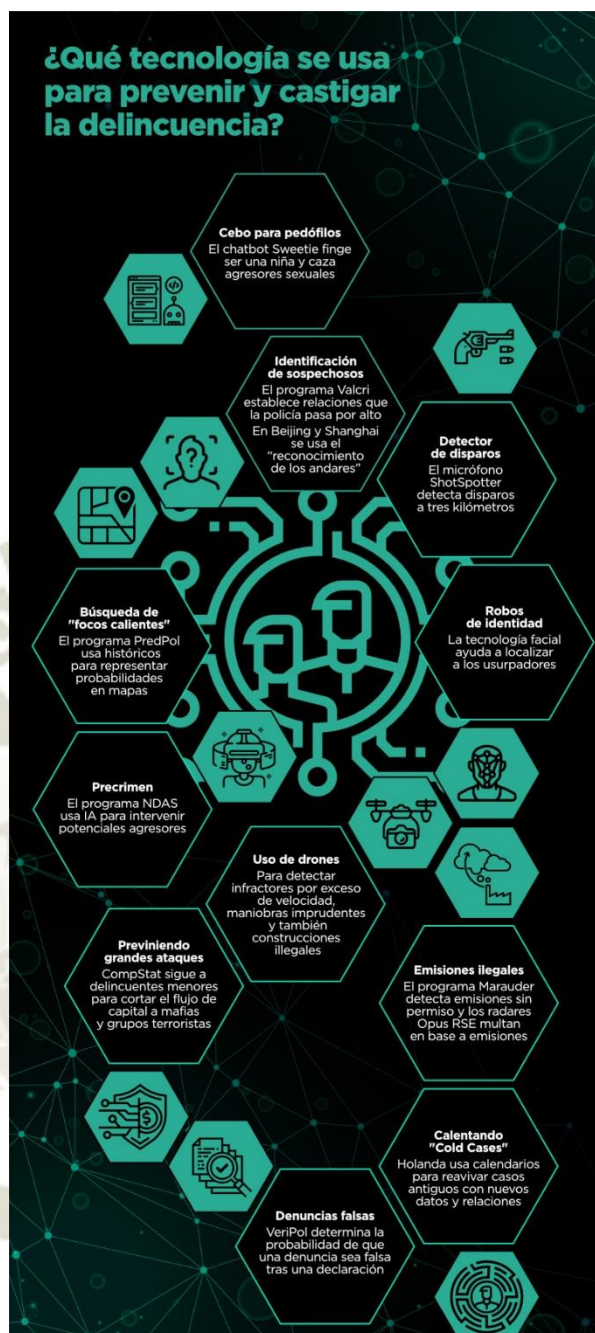 ¿Qué tecnología se usa
para prevenir y castigar
la delincuencia?
Cebo para pedófilos
El chatbot Sweetie finge
ser una niña y caza
agresores sexuales
Identificación
de sospechosos
El programa Valcri
establece relaciones que
la policía pasa por alto
En Beijing y Shanghai
se usa el
"reconocimiento
de los andares"
Detector
de disparos
El micrófono
ShotSpotter
detecta disparos
a tres kilómetros
Búsqueda de
"focos calientes"
El programa PredPol
usa históricos
para representar
probabilidades
en mapas
Robos
de identidad
La tecnología facial
ayuda a localizar
a los usurpadores
Precrimen
El programa NDAS
usa IA para intervenir
potenciales agresores
Uso de drones
Para detectar
infractores por exceso
de velocidad,
maniobras imprudentes
y también
construcciones
illegales
Previniendo
grandes ataques
CompStat sigue a
delincuentes menores
para cortar el flujo de
capital a mafias
y grupos terroristas
Emisiones ilegales
El programa Marauder
detecta emisiones sin
permiso y los radares
Opus RSE multan
en base a emisiones
Calentando
"Cold Cases"
Holanda usa calendarios
para reavivar casos
antiguos con nuevos
datos y relaciones
Denuncias falsas
VeriPol determina la
probabilidad de que
una denuncia sea falsa
tras una declaración